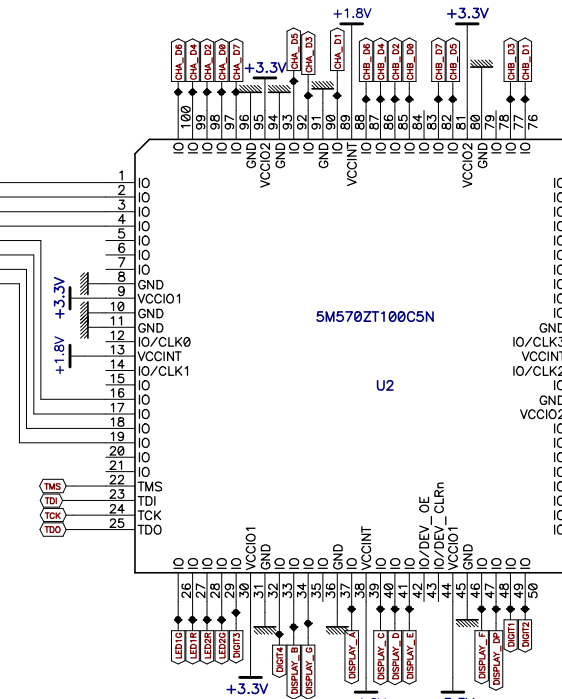 +1.8V
+3.3V
+3.3V
CHA_D6
CHA_D4
CHA_D2
CHA_D0
CHA_D7
CHA_D5
CHA_D3
CHA_D1
CHB_D6
CHB_D4
CHB_D2
CHB_D0
CHB_D7
CHB_D5
CHB_D3
CHB_D1
100
99
98
97
96
95
94
93
92
91
90
89
88
87
86
85
84
83
82
81
80
79
78
77
76
IO
IO
IO
IO
IO
GND
VCCIO2
GND
IO
IO
GND
IO
VCCINT
IO
IO
IO
IO
IO
IO
IO
VCCIO2
GND
IO
IO
IO
1 IO
2 IO
3 IO
4 IO
5 IO
6 IO
7 IO
8 GND
9 VCCIO1
10 GND
11 GND
12 IO/CLK0
13 VCCINT
14 IO/CLK1
15 IO
16 IO
17 IO
18 IO
19 IO
20 IO
21 IO
TMS 22 TMS
TDI 23 TDI
TCK 24 TCK
TDO 25 TDO
+3.3V
+1.8V
5M570ZT100C5N
U2
GND
IO/CLK3
VCCINT
IO/CLK2
IO
GND
VCCIO2
IO
IO
IO
IO
IO
VCCIO1
GND
IO
IO
IO
IO
GND
IO
VCCINT
IO
IO
IO
IO/DEV_OE
IO/DEV_CLRn
VCCIO1
GND
IO
IO
IO
IO
IO
26
27
28
29
30
31
32
33
34
35
36
37
38
39
40
41
42
43
44
45
46
47
48
49
50
LED1G
LED1R
LED2R
LED2G
DIGIT3
DIGIT4
DISPLAY_B
DISPLAY_G
DISPLAY_A
DISPLAY_C
DISPLAY_D
DISPLAY_E
DISPLAY_F
DISPLAY_DP
DIGIT1
DIGIT2
+3.3V